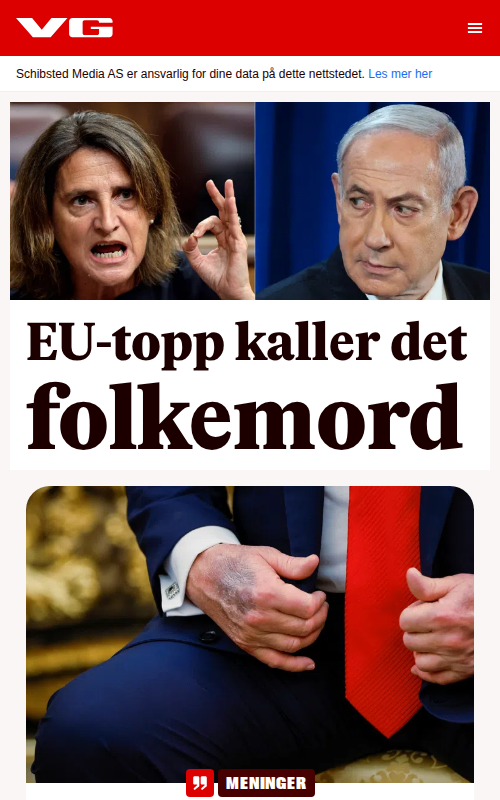 VG
Schibsted Media AS er ansvarlig for dine data på dette nettstedet. Les mer her
EU-topp kaller det
folkemord
MENINGER